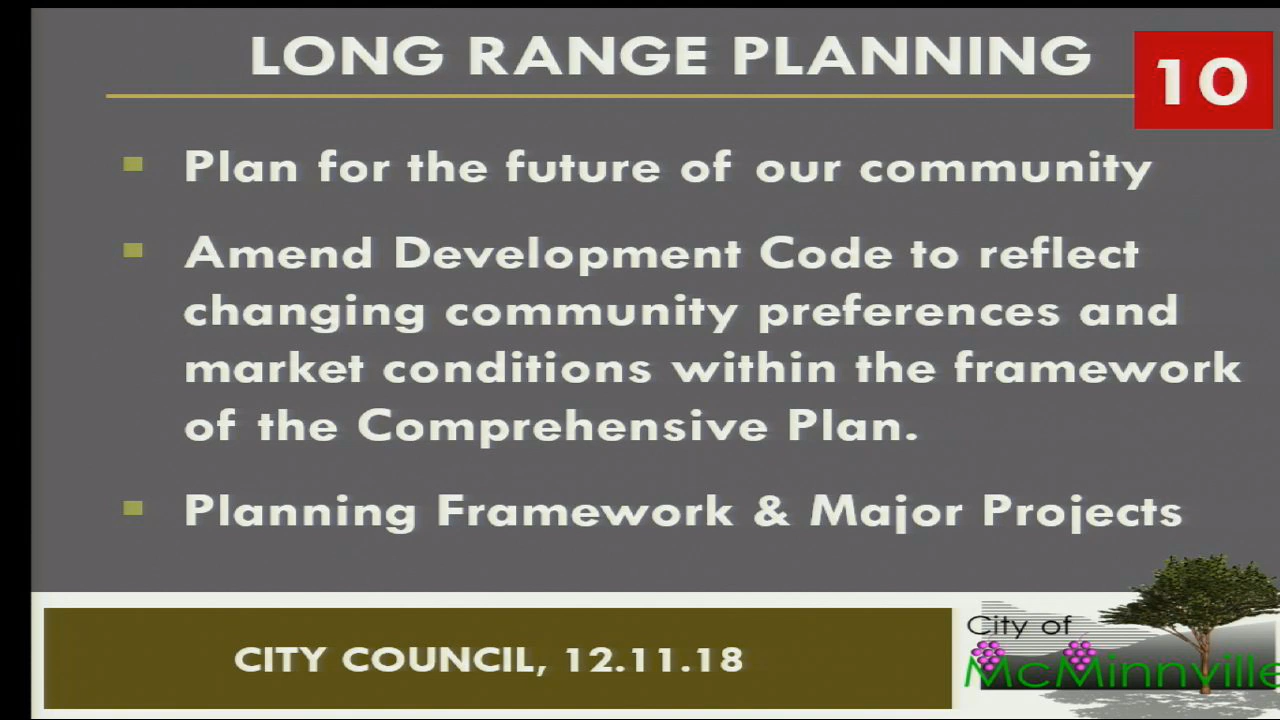 LONG RANGE PLANNING
10
Plan for the future of our community
Amend Development Code to reflect
changing community preferences and
market conditions within the framework
of the Comprehensive Plan.
Planning Framework & Major Projects
CITY COUNCIL, 12.11.18
City of
McMinnville